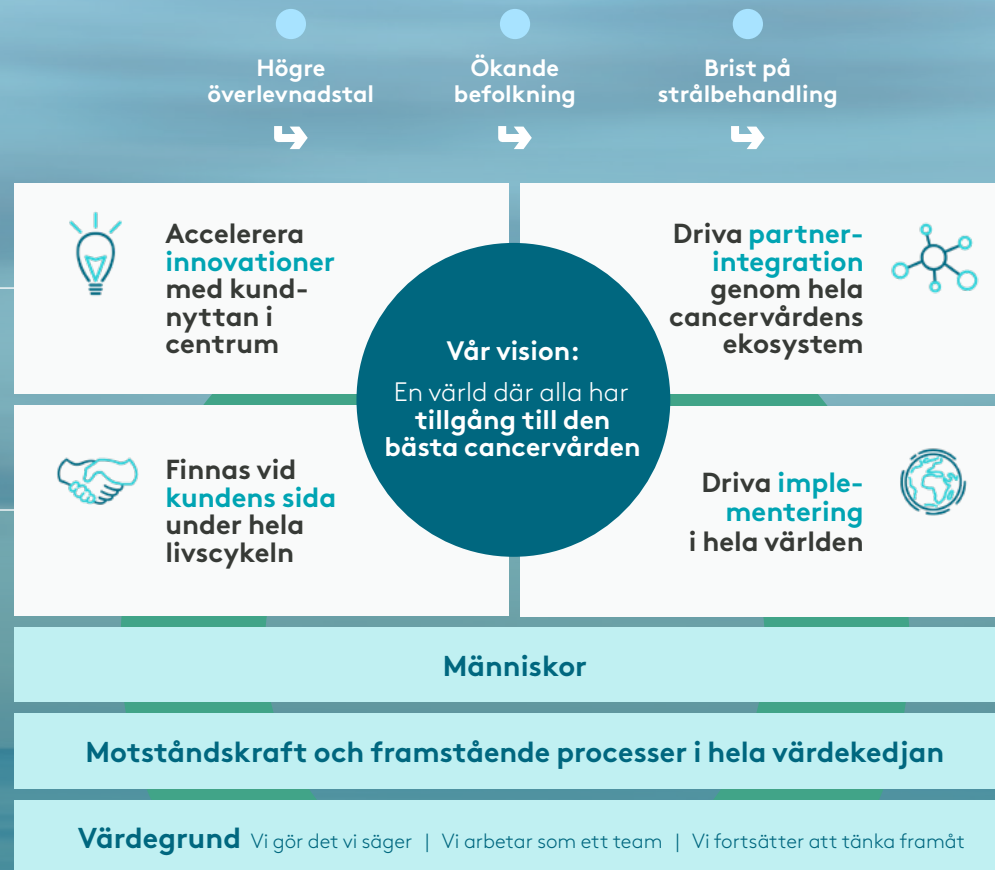 Högre
överlevnadstal
Ökande
befolkning
Brist på
strålbehandling
Accelerera
innovationer
med kund-
nyttan i
centrum
Driva partner-
integration
genom hela
cancervårdens
ekosystem
Vår vision:
En värld där alla har
tillgång till den
bästa cancervården
Finnas vid
kundens sida
under hela
livscykeln
Driva imple-
mentering
i hela världen
Människor
Motståndskraft och framstående processer i hela värdekedjan
Värdegrund Vi gör det vi säger | Vi arbetar som ett team | Vi fortsätter att tänka framåt